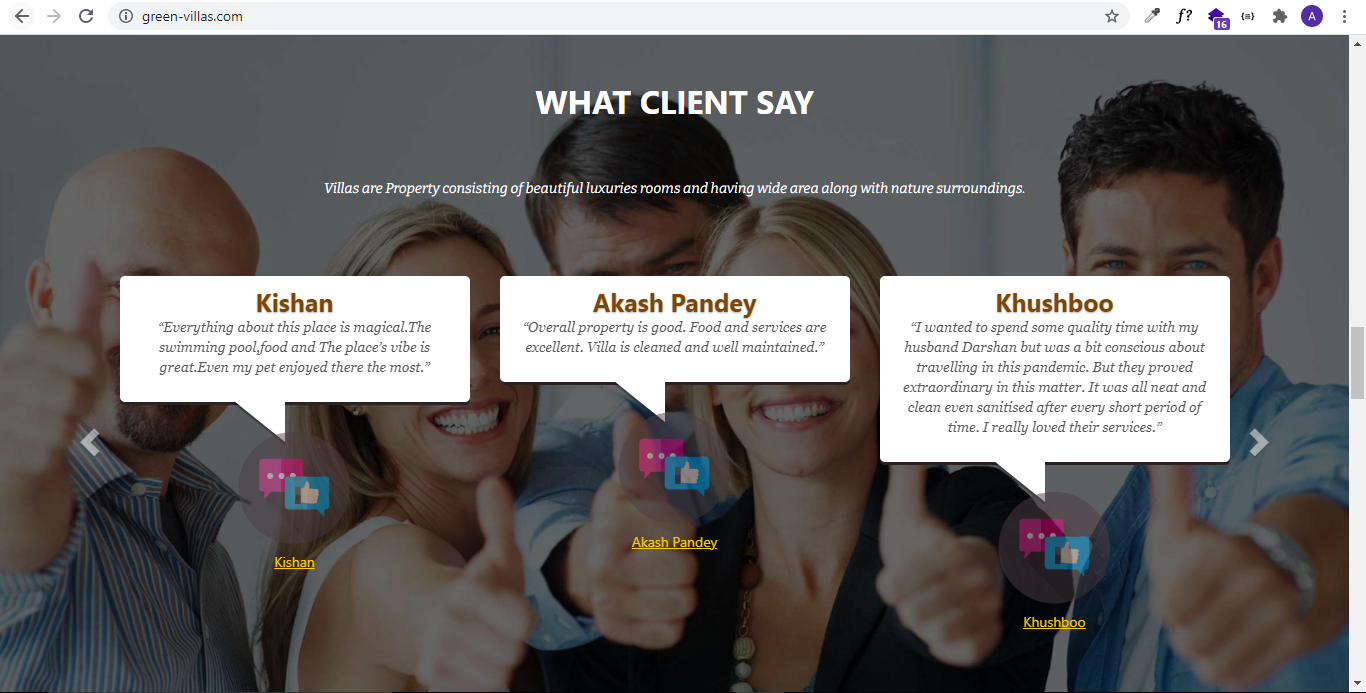 green-villas.com
f?
16
A
WHAT CLIENT SAY
Villas are Property consisting of beautiful luxuries rooms and having wide area along with nature surroundings.
Kishan
“Everything about this place is magical.The
swimming pool,food and The place’s vibe is
great.Even my pet enjoyed there the most.”
Kishan
Akash Pandey
“Overall property is good. Food and services are
excellent. Villa is cleaned and well maintained.”
Akash Pandey
Khushboo
“I wanted to spend some quality time with my
husband Darshan but was a bit conscious about
travelling in this pandemic. But they proved
extraordinary in this matter. It was all neat and
clean even sanitised after every short period of
time. I really loved their services.”
Khushboo